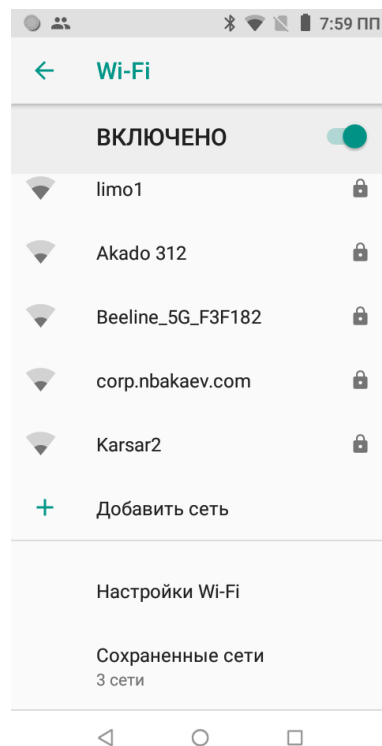 7:59 ПП
Wi-Fi
ВКЛЮЧЕНО
limo1
Akado 312
Beeline_5G_F3F182
corp.nbakaev.com
Karsar2
Добавить сеть
Настройки Wi-Fi
Сохраненные сети
3 сети